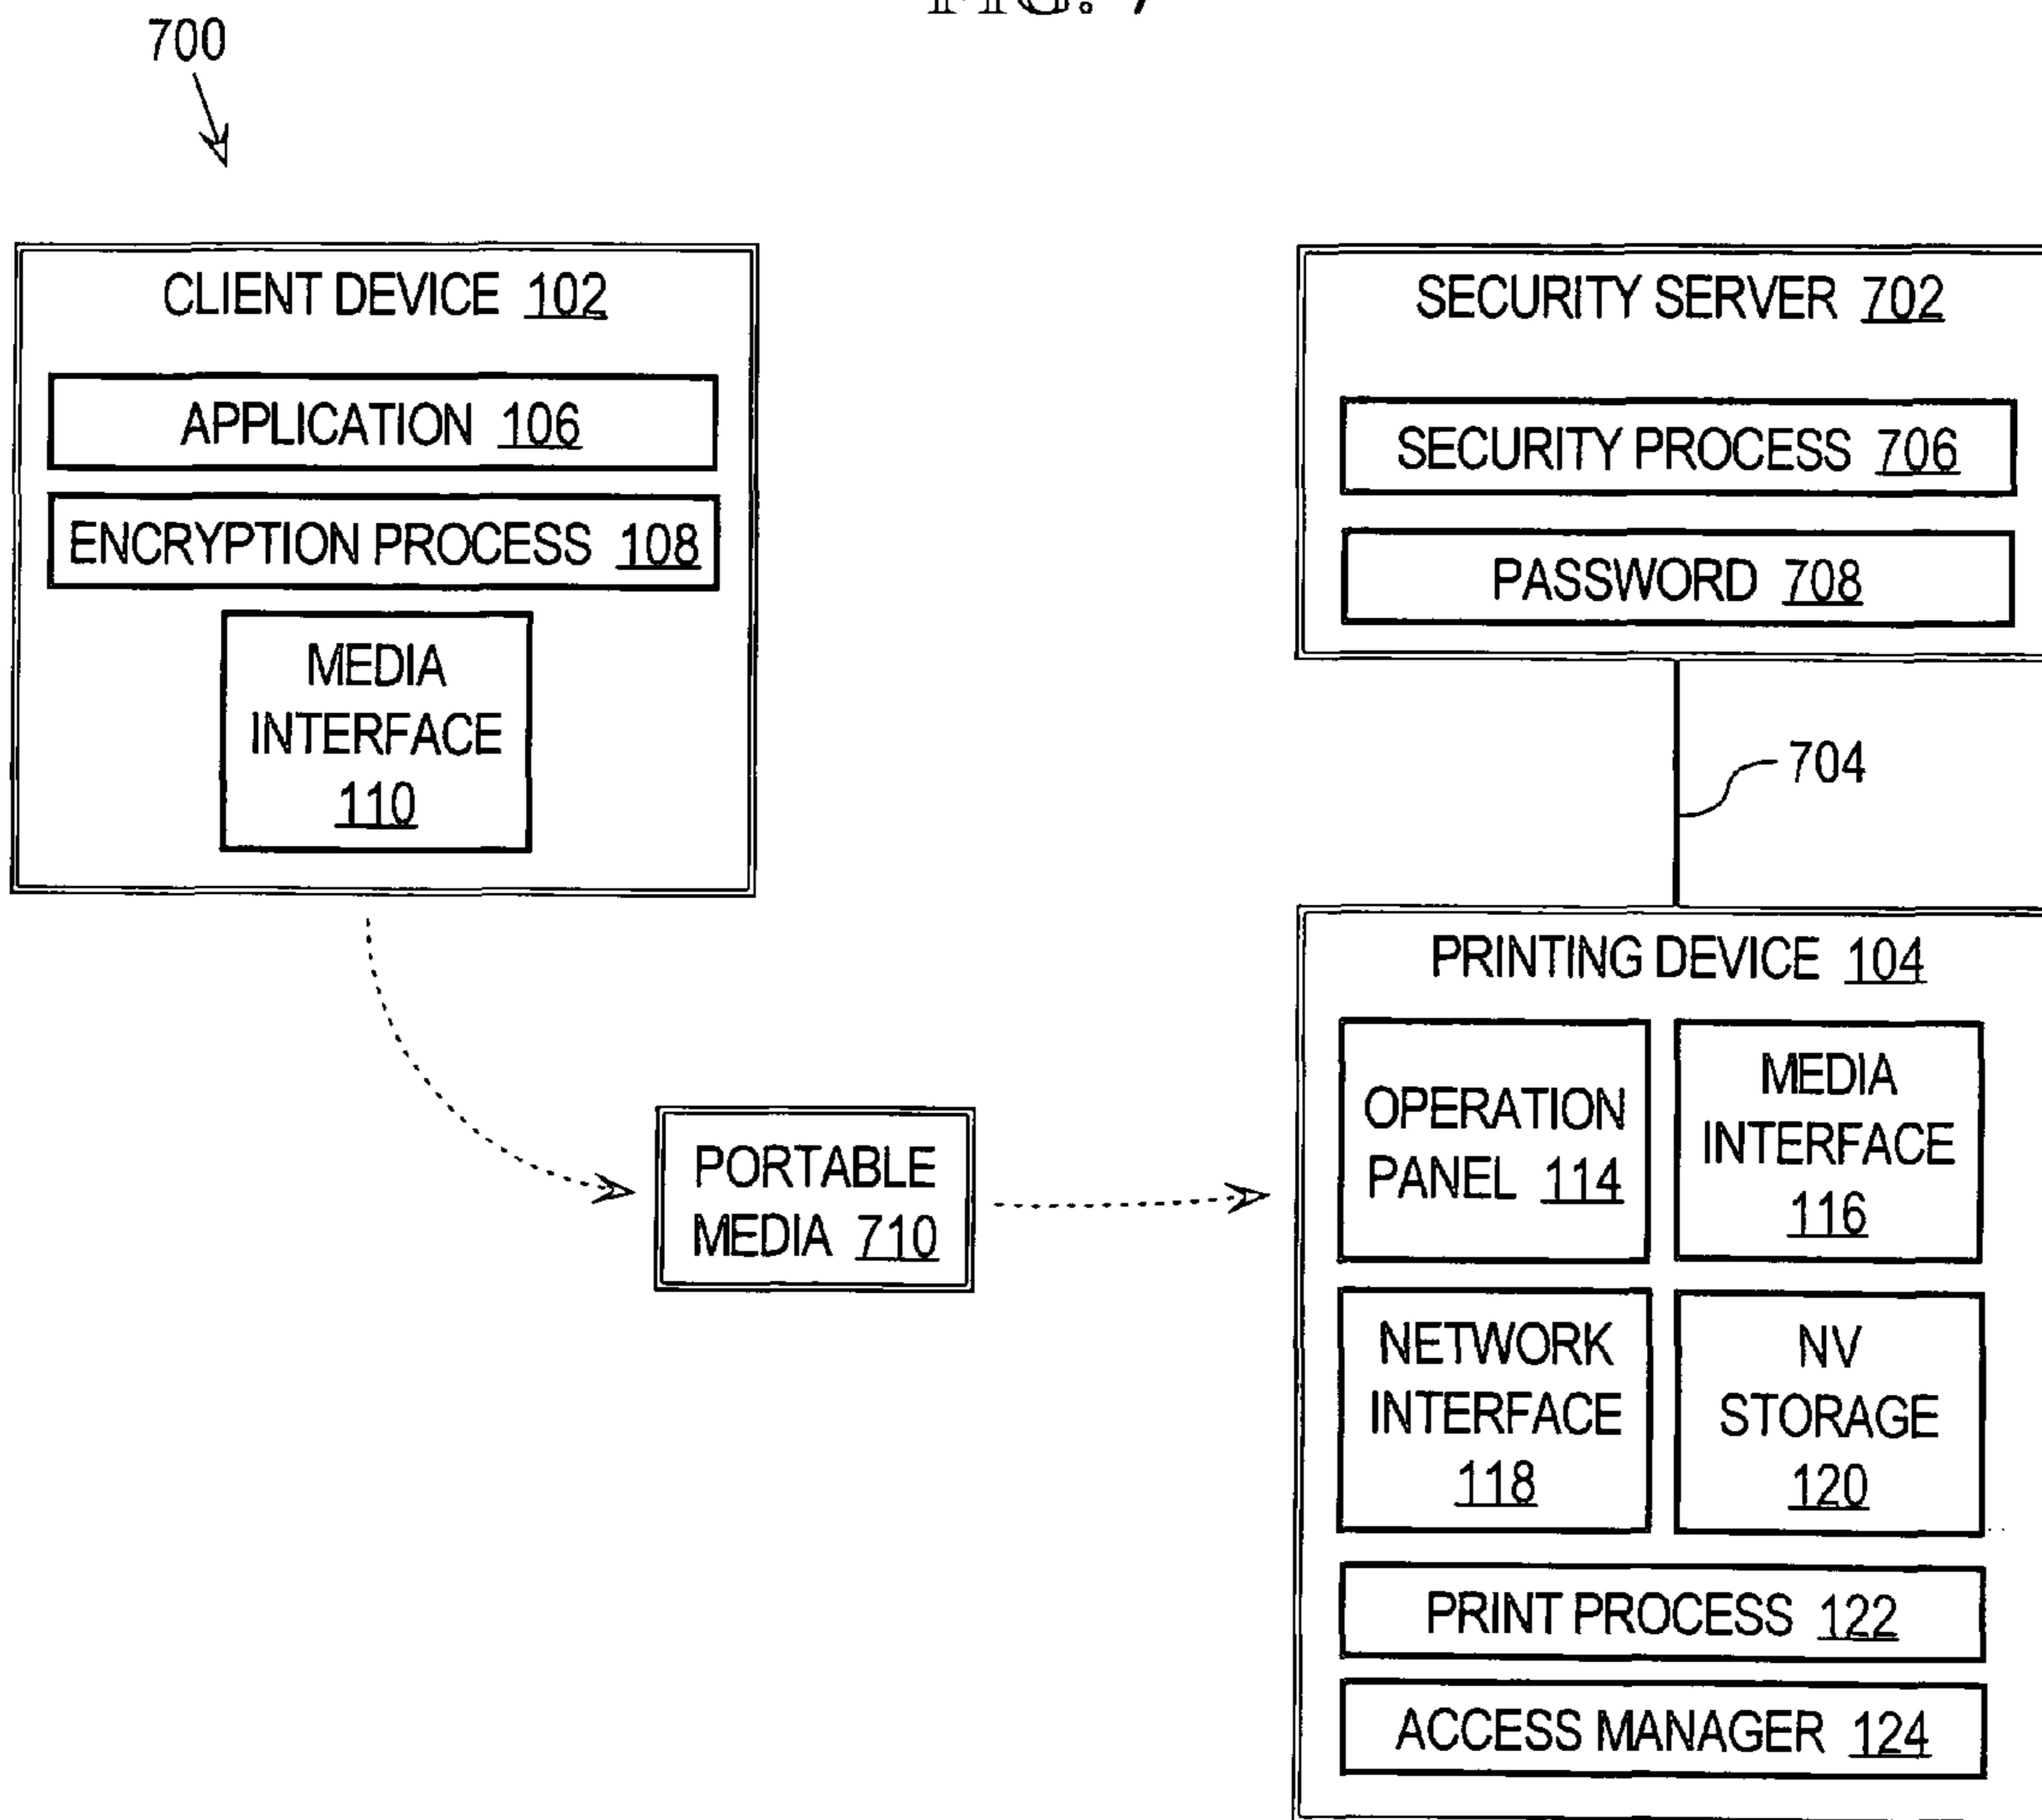 FIG. 7
700
CLIENT DEVICE 102
APPLICATION 106
ENCRYPTION PROCESS 108
MEDIA
INTERFACE
110
SECURITY SERVER 702
SECURITY PROCESS 706
PASSWORD 708
704
PORTABLE
MEDIA 710
PRINTING DEVICE 104
OPERATION
PANEL 114
MEDIA
INTERFACE
116
NETWORK
INTERFACE
118
NV
STORAGE
120
PRINT PROCESS 122
ACCESS MANAGER 124